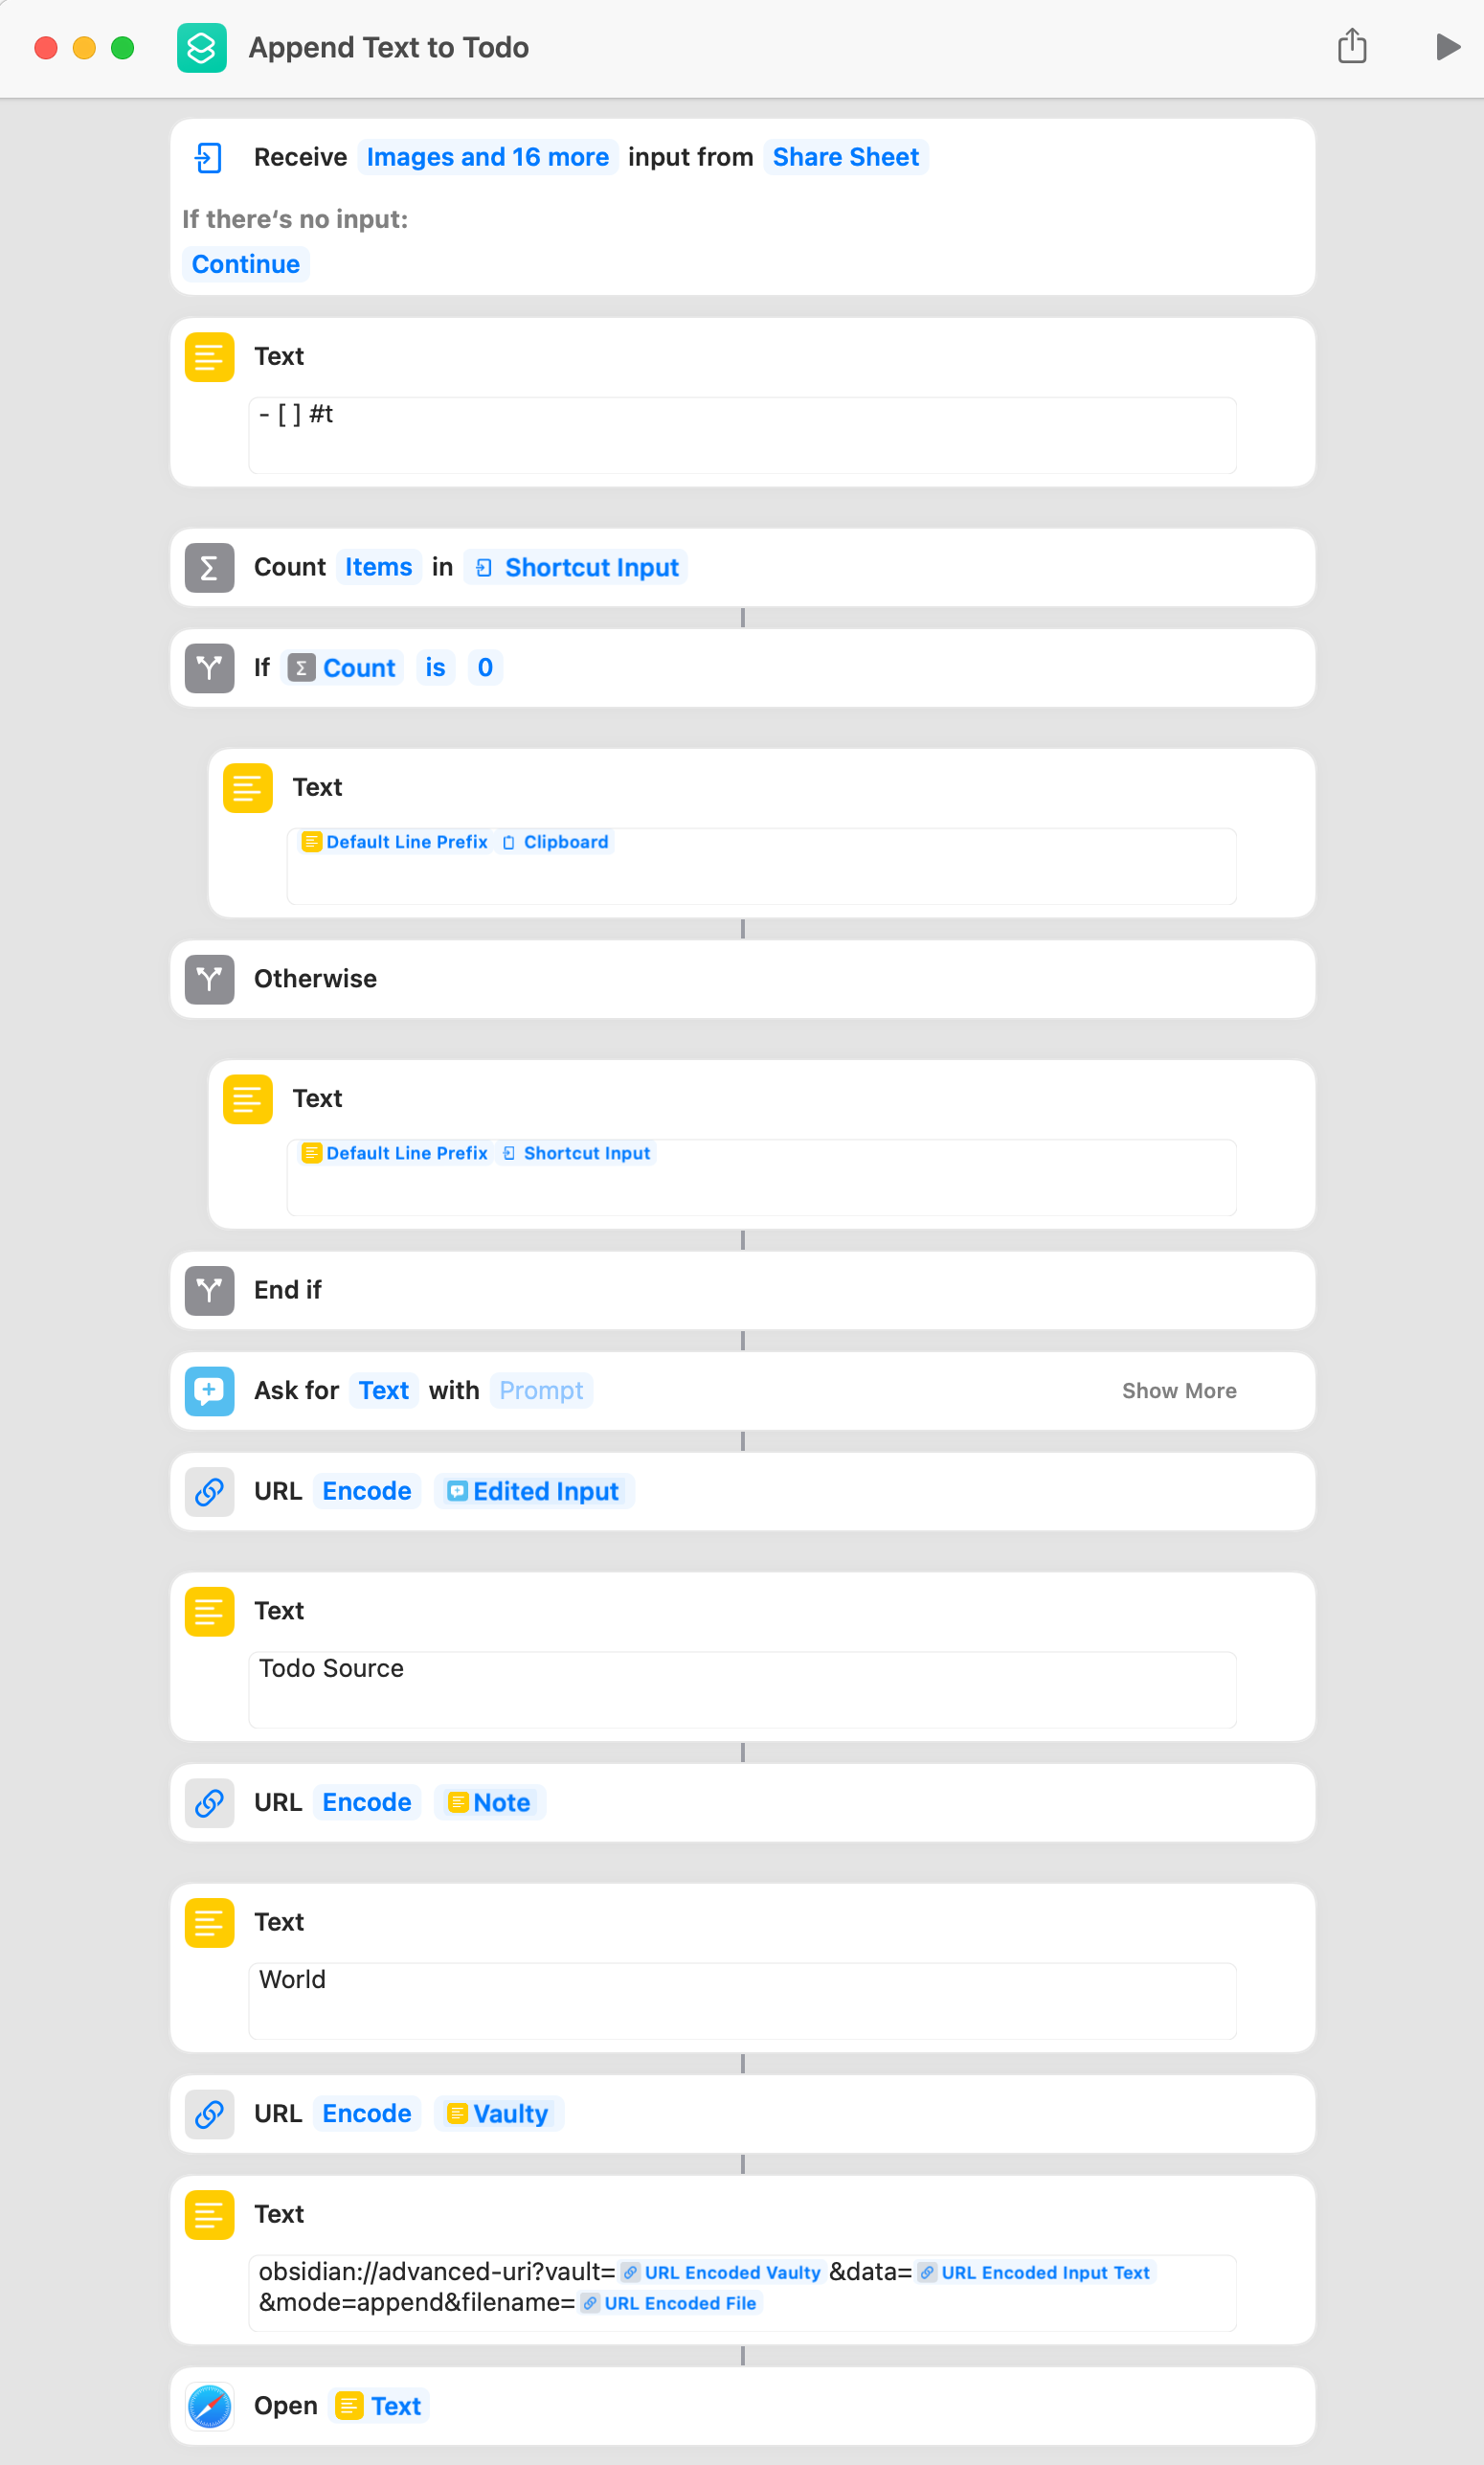 Append Text to Todo
Receive Images and 16 more input from Share Sheet
If there‘s no input:
Continue
Text
- [ ] #t
Count Items in Shortcut Input
If Count is 0
Text
Default Line Prefix Clipboard
Otherwise
Text
Default Line Prefix Shortcut Input
End if
Ask for Text with Prompt Show More
URL Encode Edited Input
Text
Todo Source
URL Encode Note
Text
World
URL Encode Vaulty
Text
obsidian://advanced-uri?vault= URL Encoded Vaulty &data= URL Encoded Input Text
&mode=append&filename= URL Encoded File
Open Text